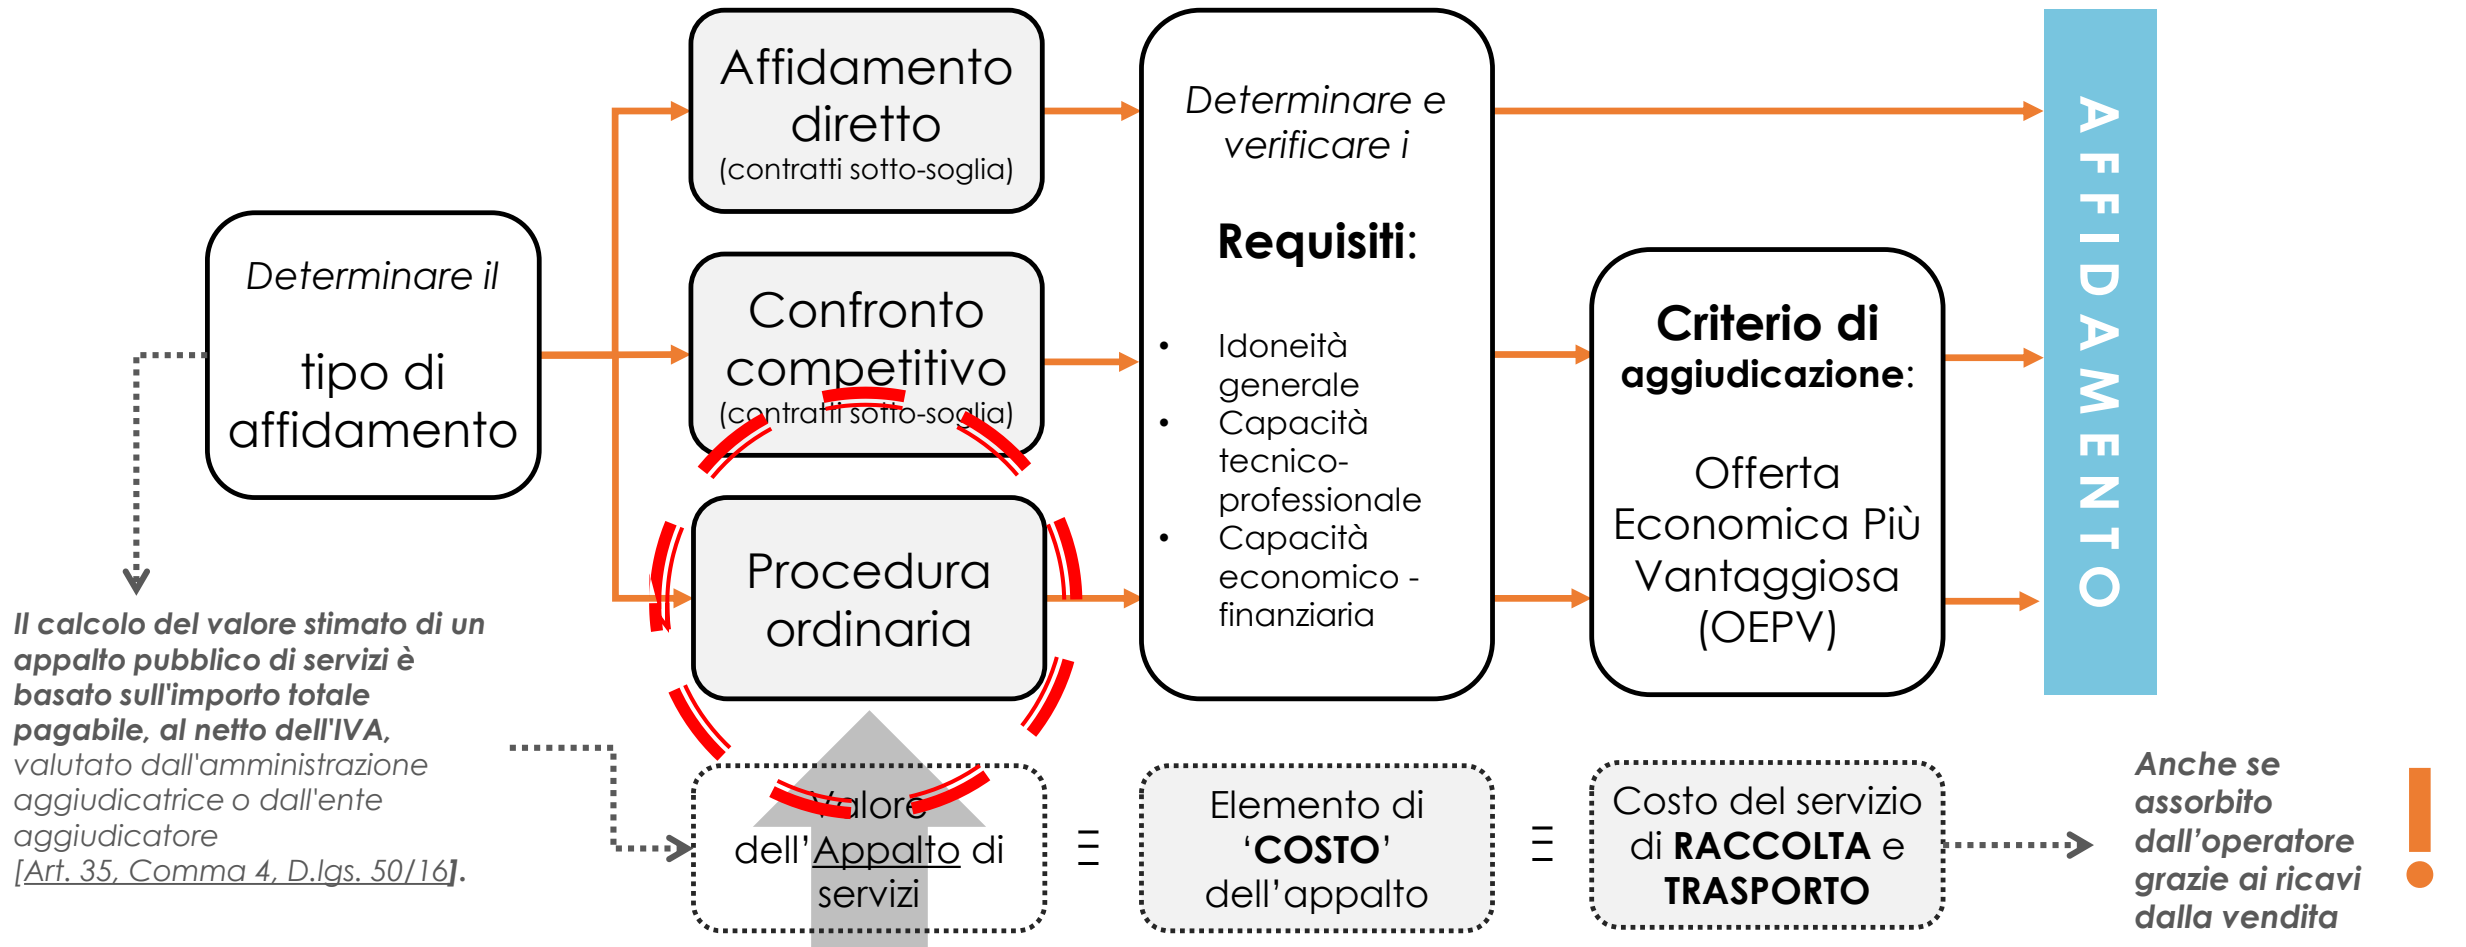 Determinare il
tipo di
affidamento
Affidamento
diretto
(contratti sotto-soglia)
Confronto
competitivo
(contratti sotto-soglia)
Procedura
ordinaria
Determinare e
verificare i
Requisiti:
• Idoneità
generale
• Capacità
tecnico-
professionale
• Capacità
economico -
finanziaria
Criterio di
aggiudicazione:
Offerta
Economica Più
Vantaggiosa
(OEPV)
AFFIDAMENTO
Il calcolo del valore stimato di un
appalto pubblico di servizi è
basato sull'importo totale
pagabile, al netto dell'IVA,
valutato dall'amministrazione
aggiudicatrice o dall'ente
aggiudicatore
[Art. 35, Comma 4, D.lgs. 50/16].
Valore
dell'Appalto di
servizi
=
Elemento di
‘COSTO’
dell’appalto
=
Costo del servizio
di RACCOLTA e
TRASPORTO
Anche se
assorbito
dall’operatore
grazie ai ricavi
dalla vendita
!